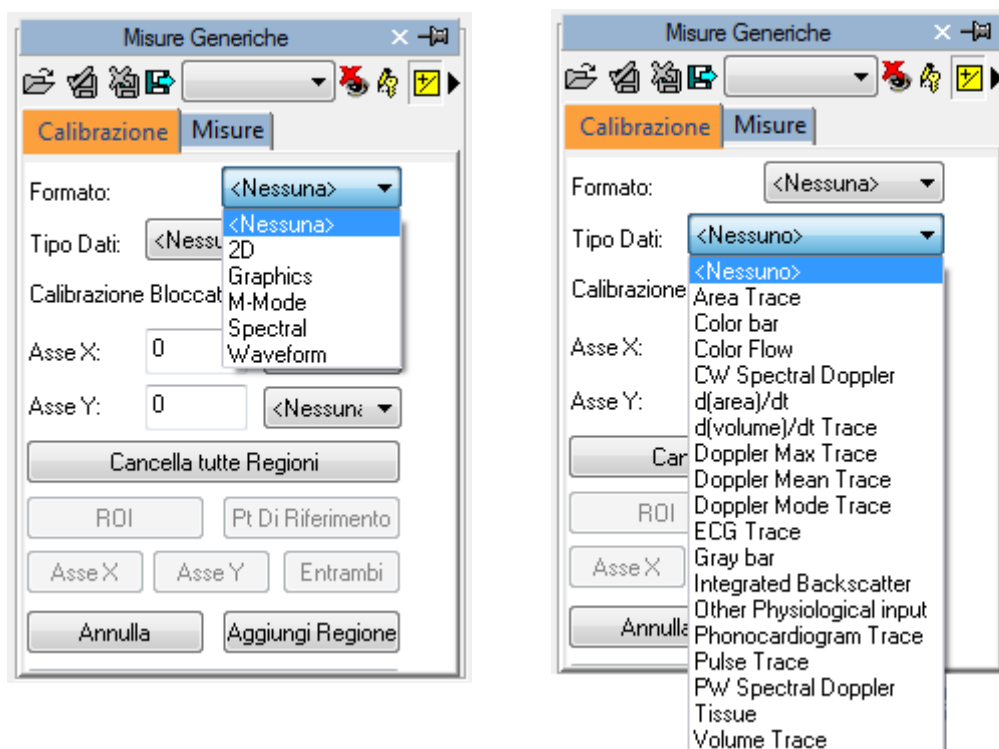 Misure Generiche
Calibrazione Misure
Formato: <Nessuna>
<Nessuna>
2D
Graphics
M-Mode
Spectral
Waveform
Tipo Dati: <Nessu
Calibrazione Bloccat
Asse X: 0
Asse Y: 0 <Nessuna
Cancella tutte Regioni
ROI Pt Di Riferimento
Asse X Asse Y Entrambi
Annulla Aggiungi Regione
Misure Generiche
Calibrazione Misure
Formato: <Nessuna>
Tipo Dati: <Nessuno>
<Nessuno>
Area Trace
Color bar
Color Flow
CW Spectral Doppler
d(area)/dt
d(volume)/dt Trace
Doppler Max Trace
Doppler Mean Trace
Doppler Mode Trace
ECG Trace
Gray bar
Integrated Backscatter
Other Physiological input
Phonocardiogram Trace
Pulse Trace
PW Spectral Doppler
Tissue
Volume Trace
Calibrazione
Asse X:
Asse Y:
Car
ROI
Asse X
Annulla